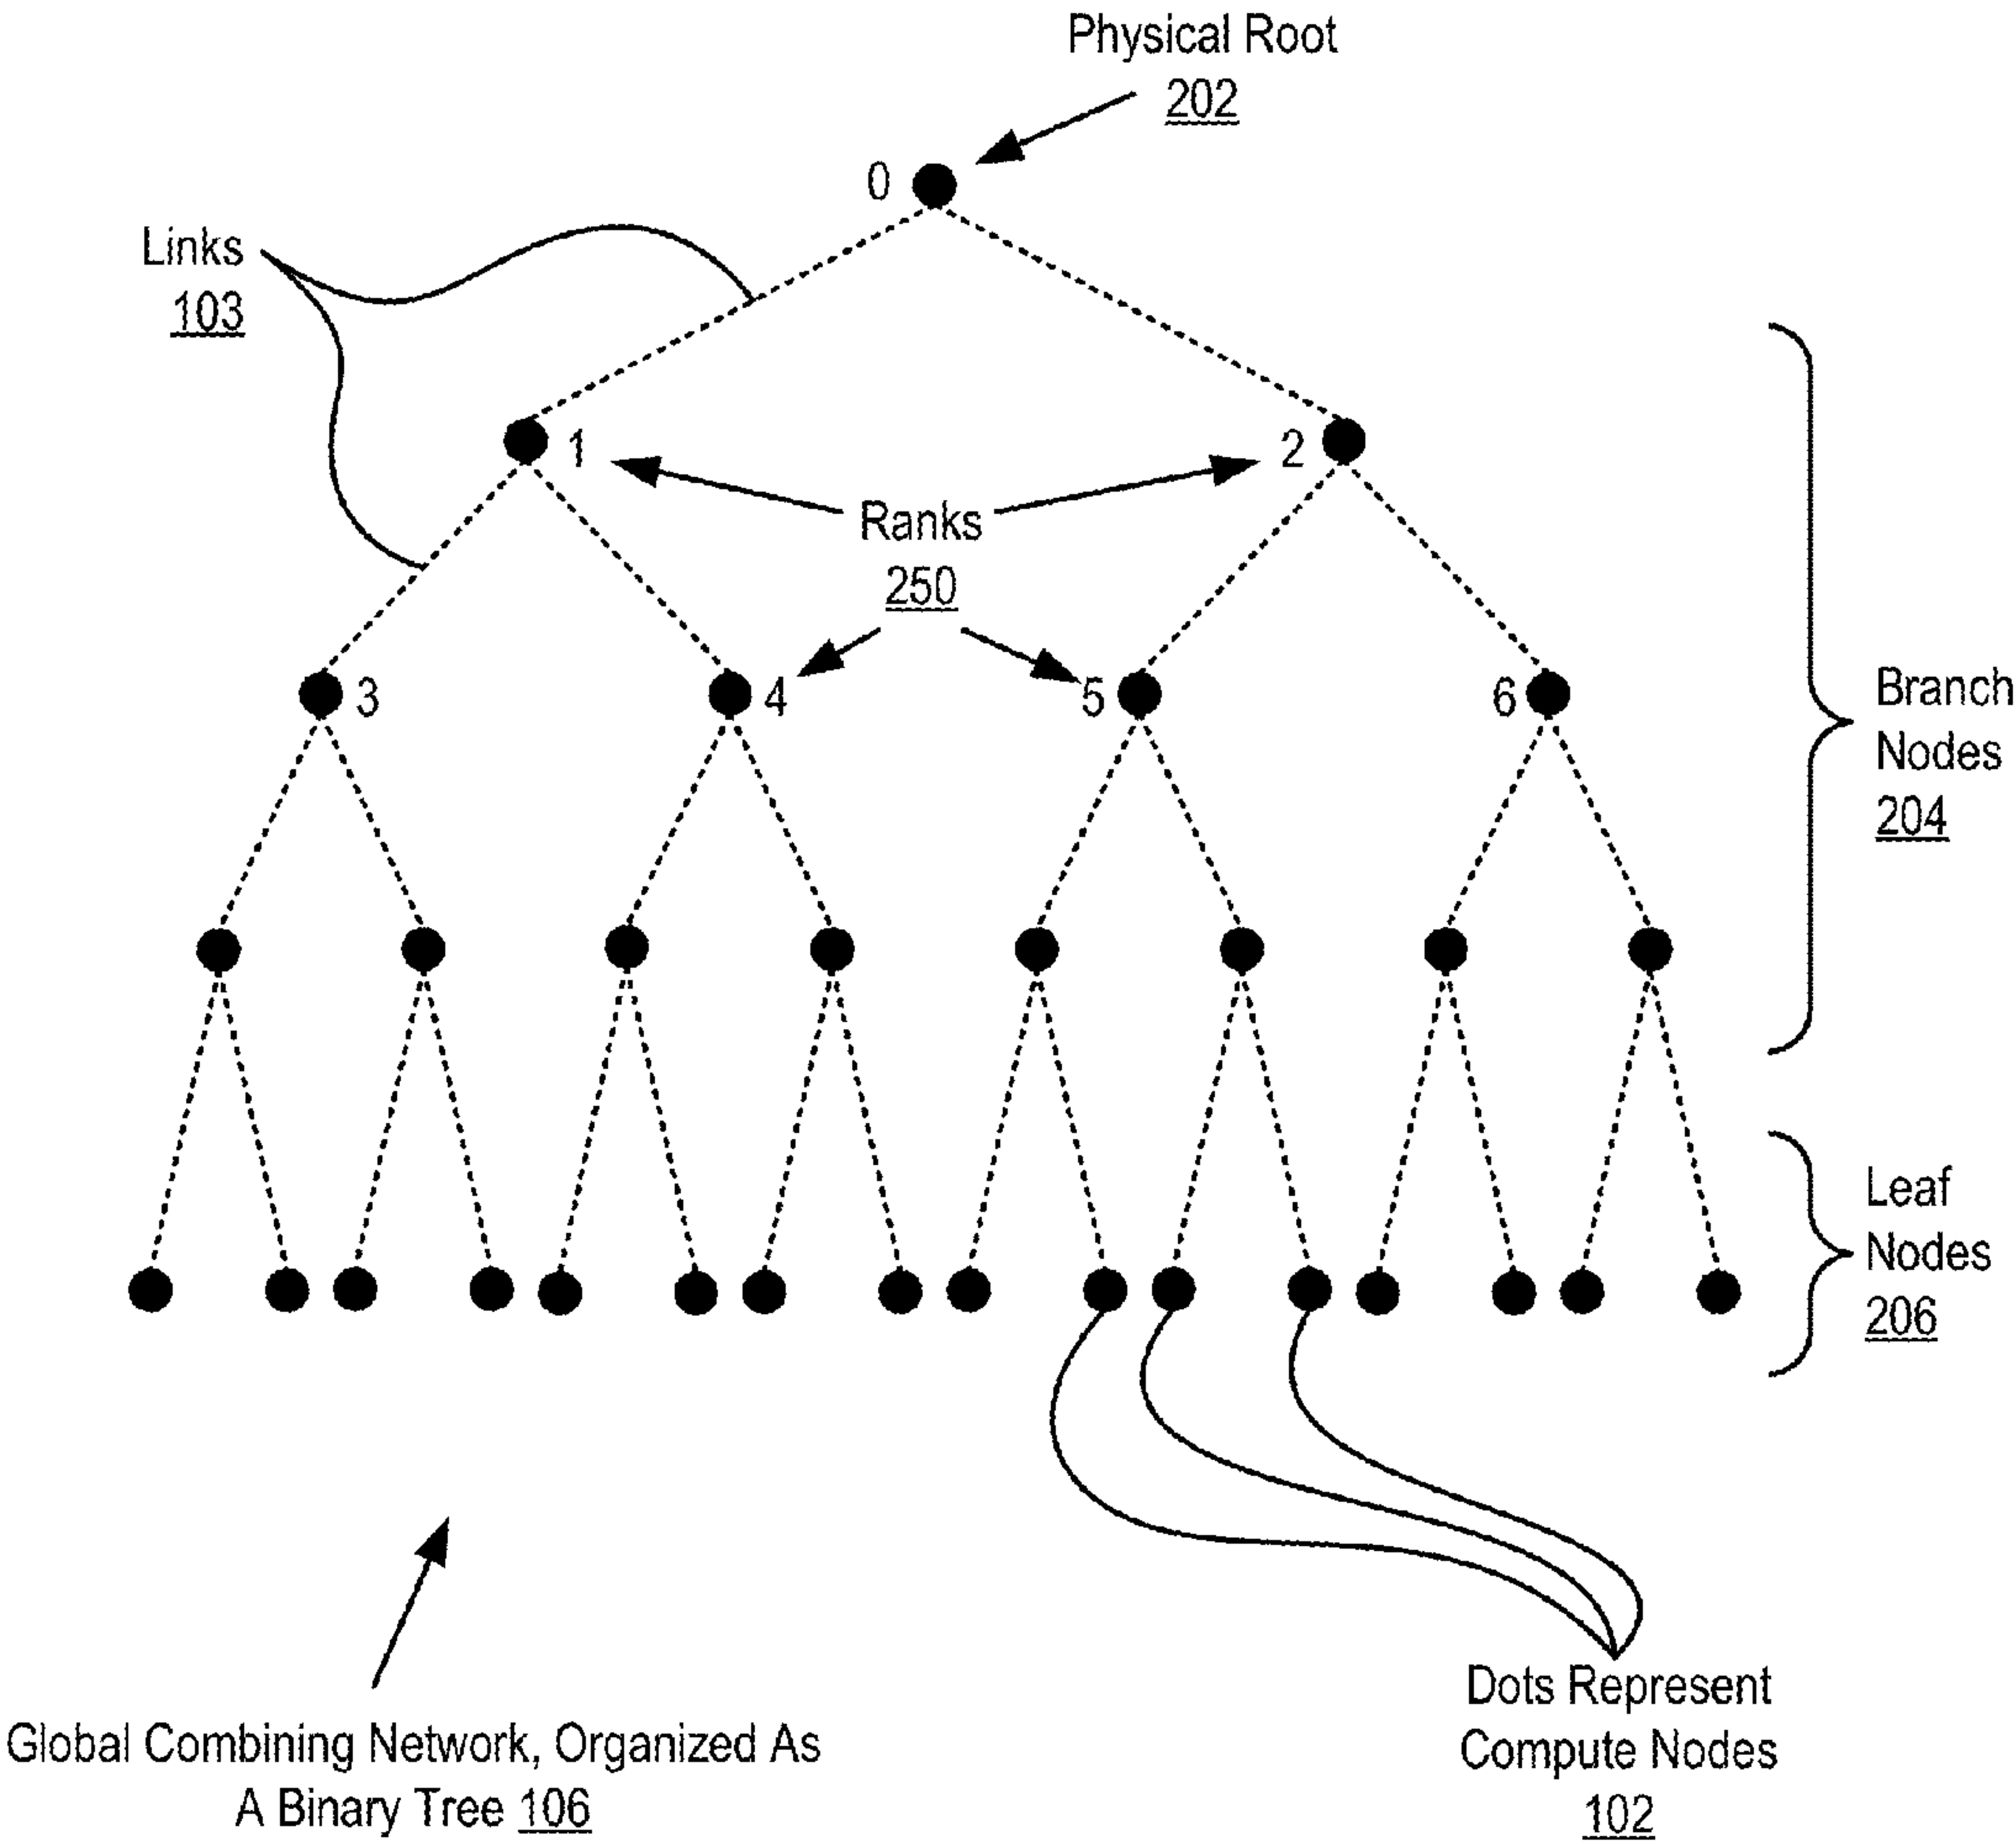 Physical Root
202
0
Links
103
1
2
Ranks
250
3
4
5
6
Branch
Nodes
204
Leaf
Nodes
206
Dots Represent
Compute Nodes
102
Global Combining Network, Organized As
A Binary Tree 106